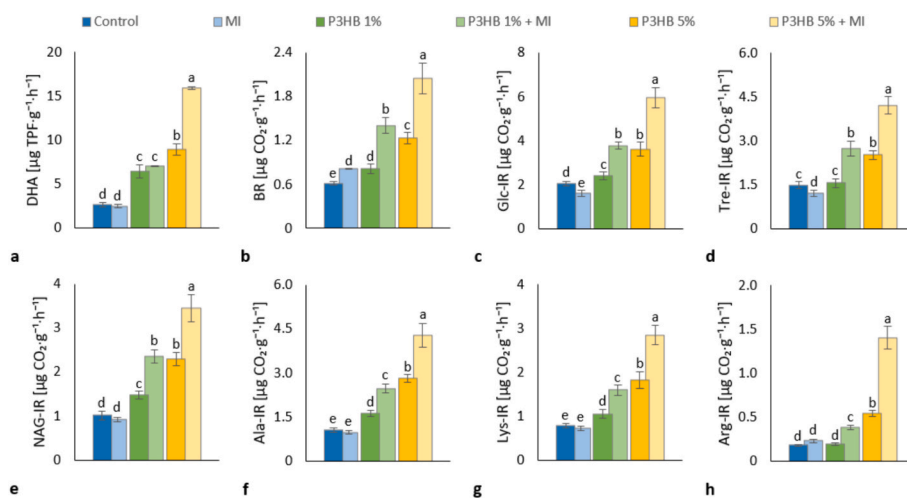 Control MI P3HB 1% P3HB 1% + MI P3HB 5% P3HB 5% + MI
DHA [µg TPF·g⁻¹·h⁻¹]
20
15
10
5
0
d d c c b a
a
BR [µg CO₂·g⁻¹·h⁻¹]
2.4
1.8
1.2
0.6
0
e d d b c a
b
Glc-IR [µg CO₂·g⁻¹·h⁻¹]
8
6
4
2
0
d e c b b a
c
Tre-IR [µg CO₂·g⁻¹·h⁻¹]
6.0
4.5
3.0
1.5
0
c d c b b a
d
NAG-IR [µg CO₂·g⁻¹·h⁻¹]
4
3
2
1
0
d d c b b a
e
Ala-IR [µg CO₂·g⁻¹·h⁻¹]
6.0
4.5
3.0
1.5
0.0
e e d c b a
f
Lys-IR [µg CO₂·g⁻¹·h⁻¹]
4
3
2
1
0
e e d c b a
g
Arg-IR [µg CO₂·g⁻¹·h⁻¹]
2.0
1.5
1.0
0.5
0
d d d c b a
h